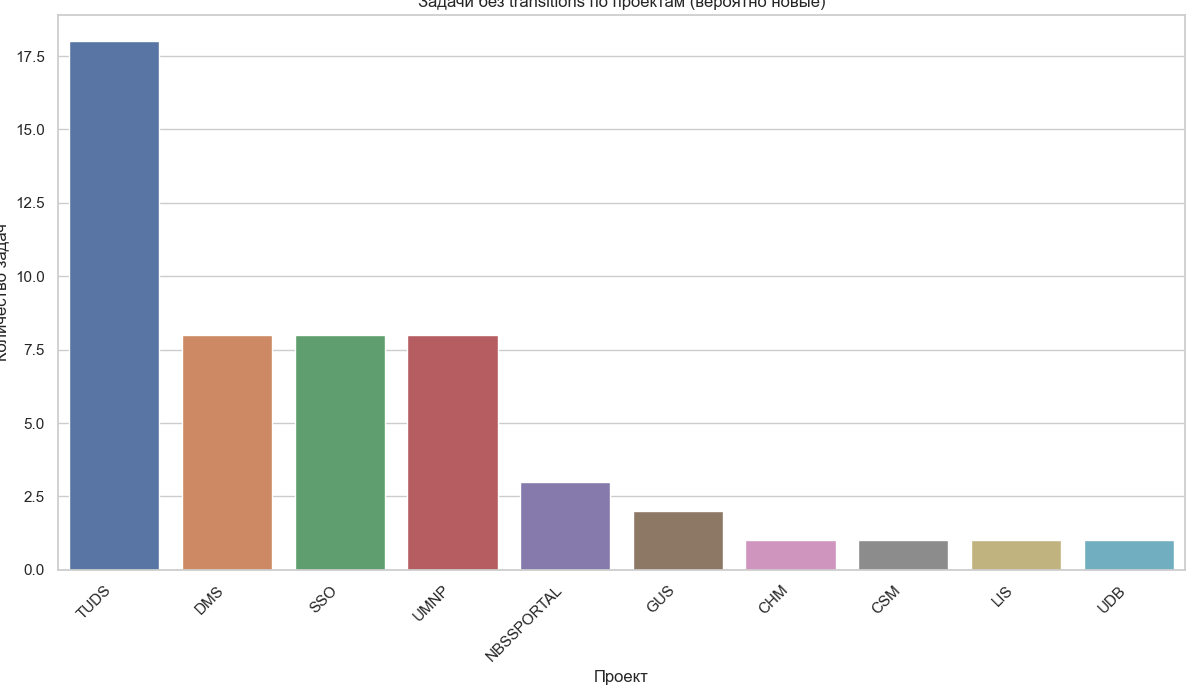 Задачи без transitions по проектам (вероятно новые)
Количество задач
17.5
15.0
12.5
10.0
7.5
5.0
2.5
0.0
TUDS
DMS
SSO
UMNP
NBSSPORTAL
GUS
CHM
CSM
LIS
UDB
Проект